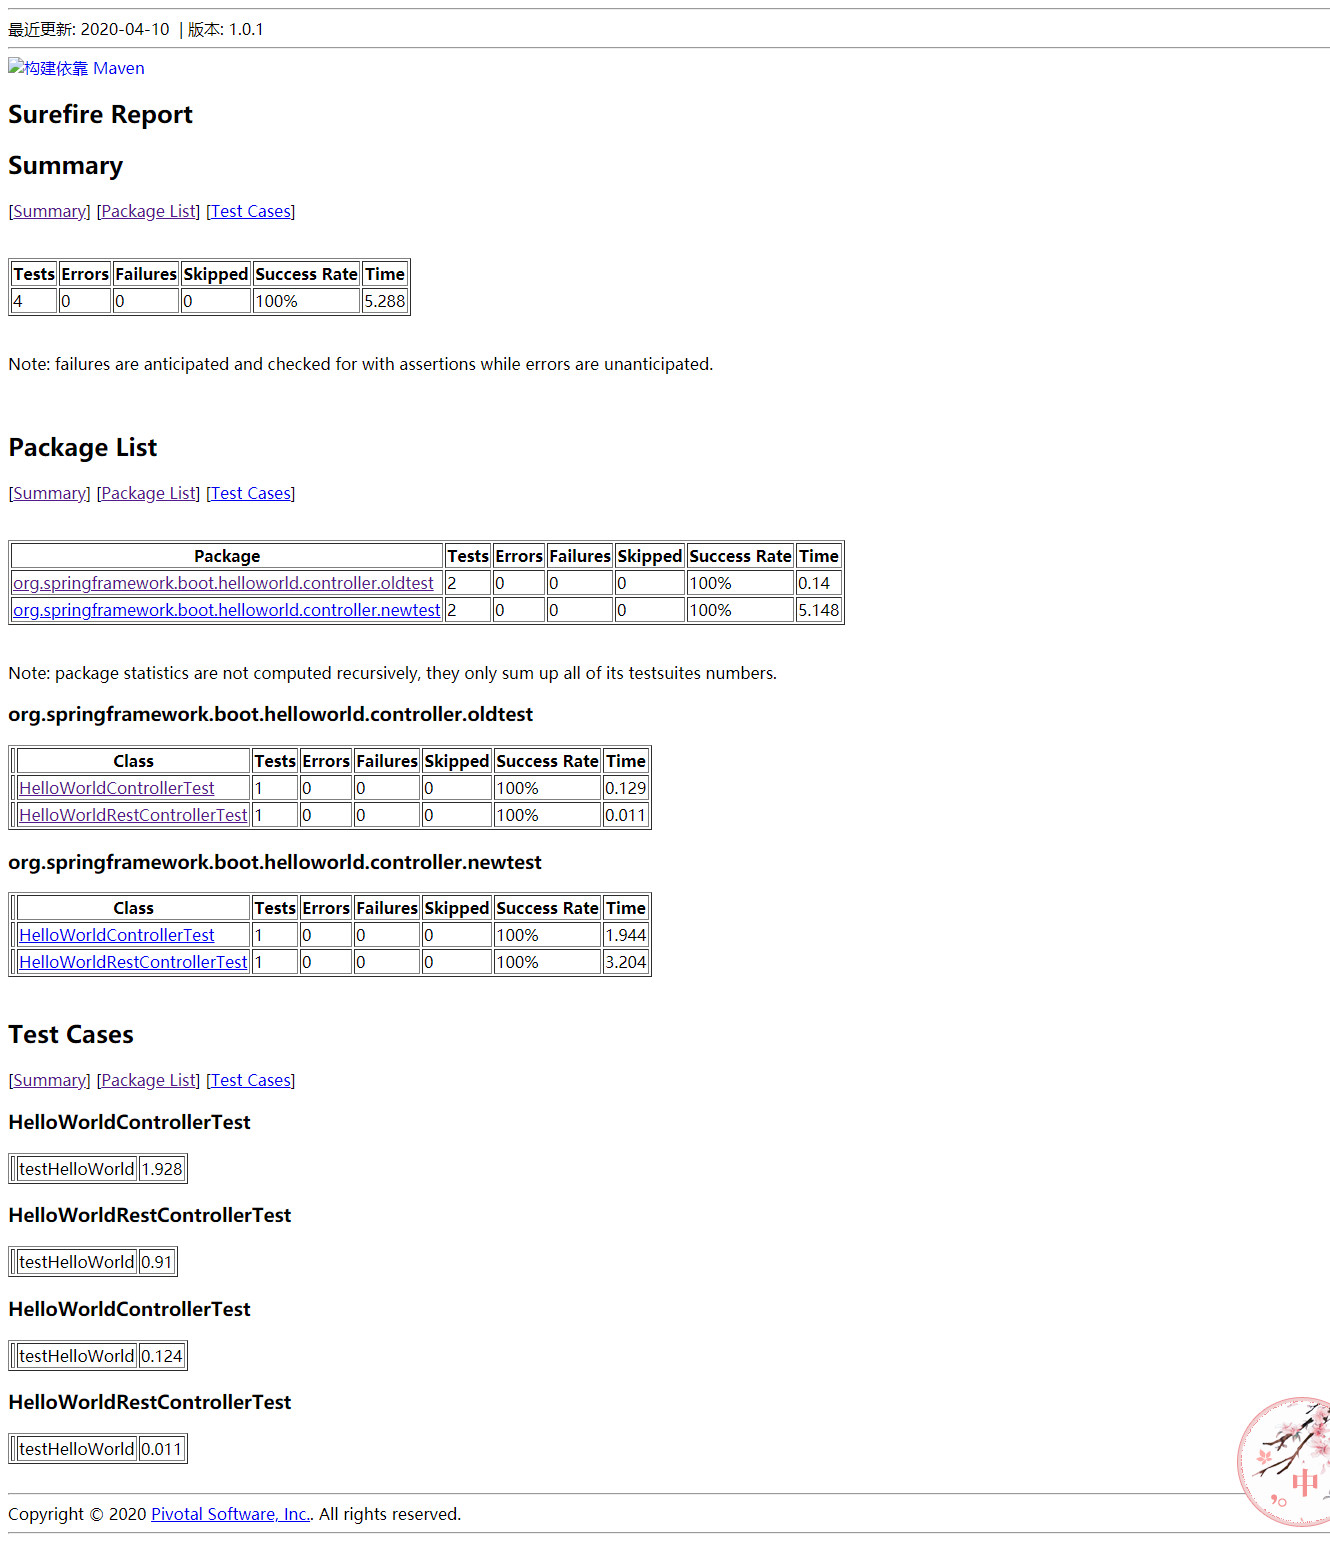 最近更新: 2020-04-10 | 版本: 1.0.1
构建依靠 Maven
Surefire Report
Summary
[Summary] [Package List] [Test Cases]
Tests Errors Failures Skipped Success Rate Time
4 0 0 0 100% 5.288
Note: failures are anticipated and checked for with assertions while errors are unanticipated.
Package List
[Summary] [Package List] [Test Cases]
Package Tests Errors Failures Skipped Success Rate Time
org.springframework.boot.helloworld.controller.oldtest 2 0 0 0 100% 0.14
org.springframework.boot.helloworld.controller.newtest 2 0 0 0 100% 5.148
Note: package statistics are not computed recursively, they only sum up all of its testsuites numbers.
org.springframework.boot.helloworld.controller.oldtest
Class Tests Errors Failures Skipped Success Rate Time
HelloWorldControllerTest 1 0 0 0 100% 0.129
HelloWorldRestControllerTest 1 0 0 0 100% 0.011
org.springframework.boot.helloworld.controller.newtest
Class Tests Errors Failures Skipped Success Rate Time
HelloWorldControllerTest 1 0 0 0 100% 1.944
HelloWorldRestControllerTest 1 0 0 0 100% 3.204
Test Cases
[Summary] [Package List] [Test Cases]
HelloWorldControllerTest
testHelloWorld 1.928
HelloWorldRestControllerTest
testHelloWorld 0.91
HelloWorldControllerTest
testHelloWorld 0.124
HelloWorldRestControllerTest
testHelloWorld 0.011
中
Copyright © 2020 Pivotal Software, Inc.. All rights reserved.